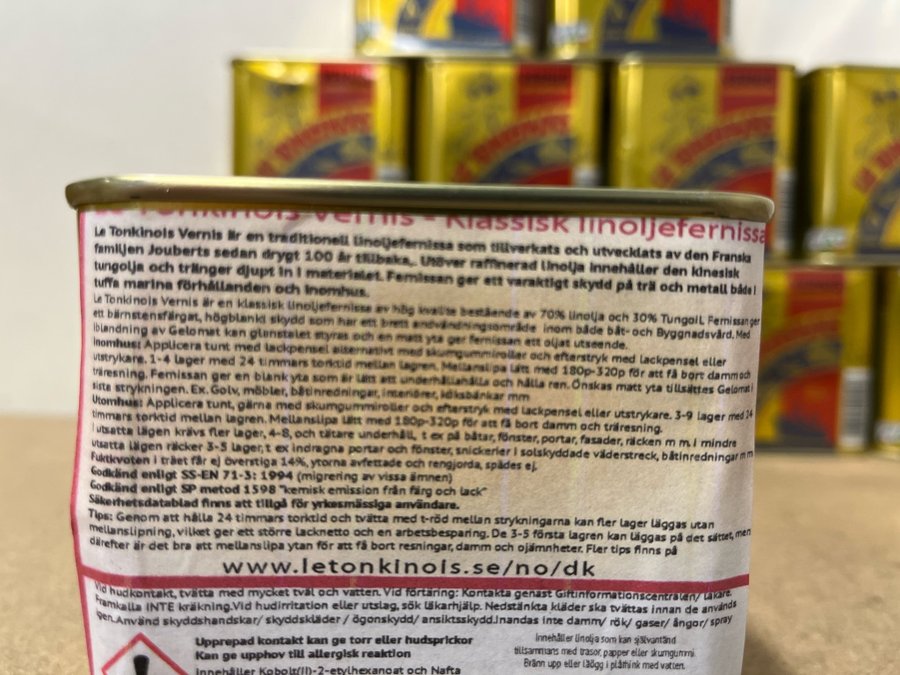 Le Tonkinois Vernis - Klassisk linoljefernissa
Le Tonkinois Vernis är en traditionell linoljefernissa som tillverkats och utvecklats av den Franska
familjen Jouberts sedan drygt 100 år tillbaka,. Utöver raffinerad linolja innehåller den kinesisk
tungolja och tränger djupt in i materialet. Fernissan ger ett varaktigt skydd på trä och metall både i
tuffa marina förhållanden och inomhus.
Le Tonkinois Vernis är en klassisk linoljefernissa av hög kvalite bestående av 70% linolja och 30% Tungoil. Fernissan ger
ett bärnstensfärgat, högblankt skydd som har ett brett andvändningsområde inom både båt- och Byggnadsvård. Med
iblandning av Gelomat kan glanstalet styras och en matt yta ger fernissan ett oljat utseende.
Inomhus: Applicera tunt med lackpensel alternativt med skumgummiroller och efterstryk med lackpensel eller
utstrykare. 1-4 lager med 24 timmars torktid mellan lagren. Mellanslipa lätt med 180p-320p för att få bort damm och
träresning. Fernissan ger en blank yta som är lätt att underhållahålla och hålla ren. Önskas matt yta tillsättes Gelomat i
sista strykningen. Ex. Golv, möbler, båtinredningar, interiörer, köksbänkar mm
Utomhus: Applicera tunt, gärna med skumgummiroller och efterstryk med lackpensel eller utstrykare. 3-9 lager med 24
timmars torktid mellan lagren. Mellanslipa lätt med 180p-320p för att få bort damm och träresning.
I utsatta lägen krävs fler lager, 4-8, och tätare underhåll, t ex på båtar, fönster, portar, fasader, räcken m m. I mindre
utsatta lägen räcker 3-5 lager, t ex indragna portar och fönster, snickerier i solskyddade väderstreck, båtinredningar m m
Fuktkvoten i träet får ej överstiga 14%, ytorna avfettade och rengjorda, spädes ej.
Godkänd enligt SS-EN 71-3: 1994 (migrering av vissa ämnen)
Godkänd enligt SP metod 1598 "kemisk emission från färg och lack"
Säkerhetsdatablad finns att tillgå för yrkesmässiga användare.
Tips: Genom att hålla 24 timmars torktid och tvätta med t-röd mellan strykningarna kan fler lager läggas utan
mellanslipning, vilket ger ett större lacknetto och en arbetsbesparing. De 3-5 första lagren kan läggas på det sättet, men
därefter är det bra att mellanslipa ytan för att få bort resningar, damm och ojämnheter. Fler tips finns på
www.letonkinois.se/no/dk
Vid hudkontakt, tvätta med mycket tvål och vatten. Vid förtäring: Kontakta genast Giftinformationscentralen/ läkare.
Framkalla INTE kräkning.Vid hudirritation eller utslag, sök läkarhjälp. Nedstänkta kläder ska tvättas innan de används
igen.Använd skyddshandskar/ skyddskläder / ögonskydd/ ansiktsskydd.Inandas inte damm/ rök/ gaser/ ångor/ spray
Upprepad kontakt kan ge torr eller hudsprickor
Kan ge upphov till allergisk reaktion
Innehåller Kobolt(II)-2-etylhexanoat och Nafta
Innehåller linolja som kan självantänd
tillsammans med trasor, papper eller skumgummi.
Bränn upp eller läögg i plåthink med vatten.